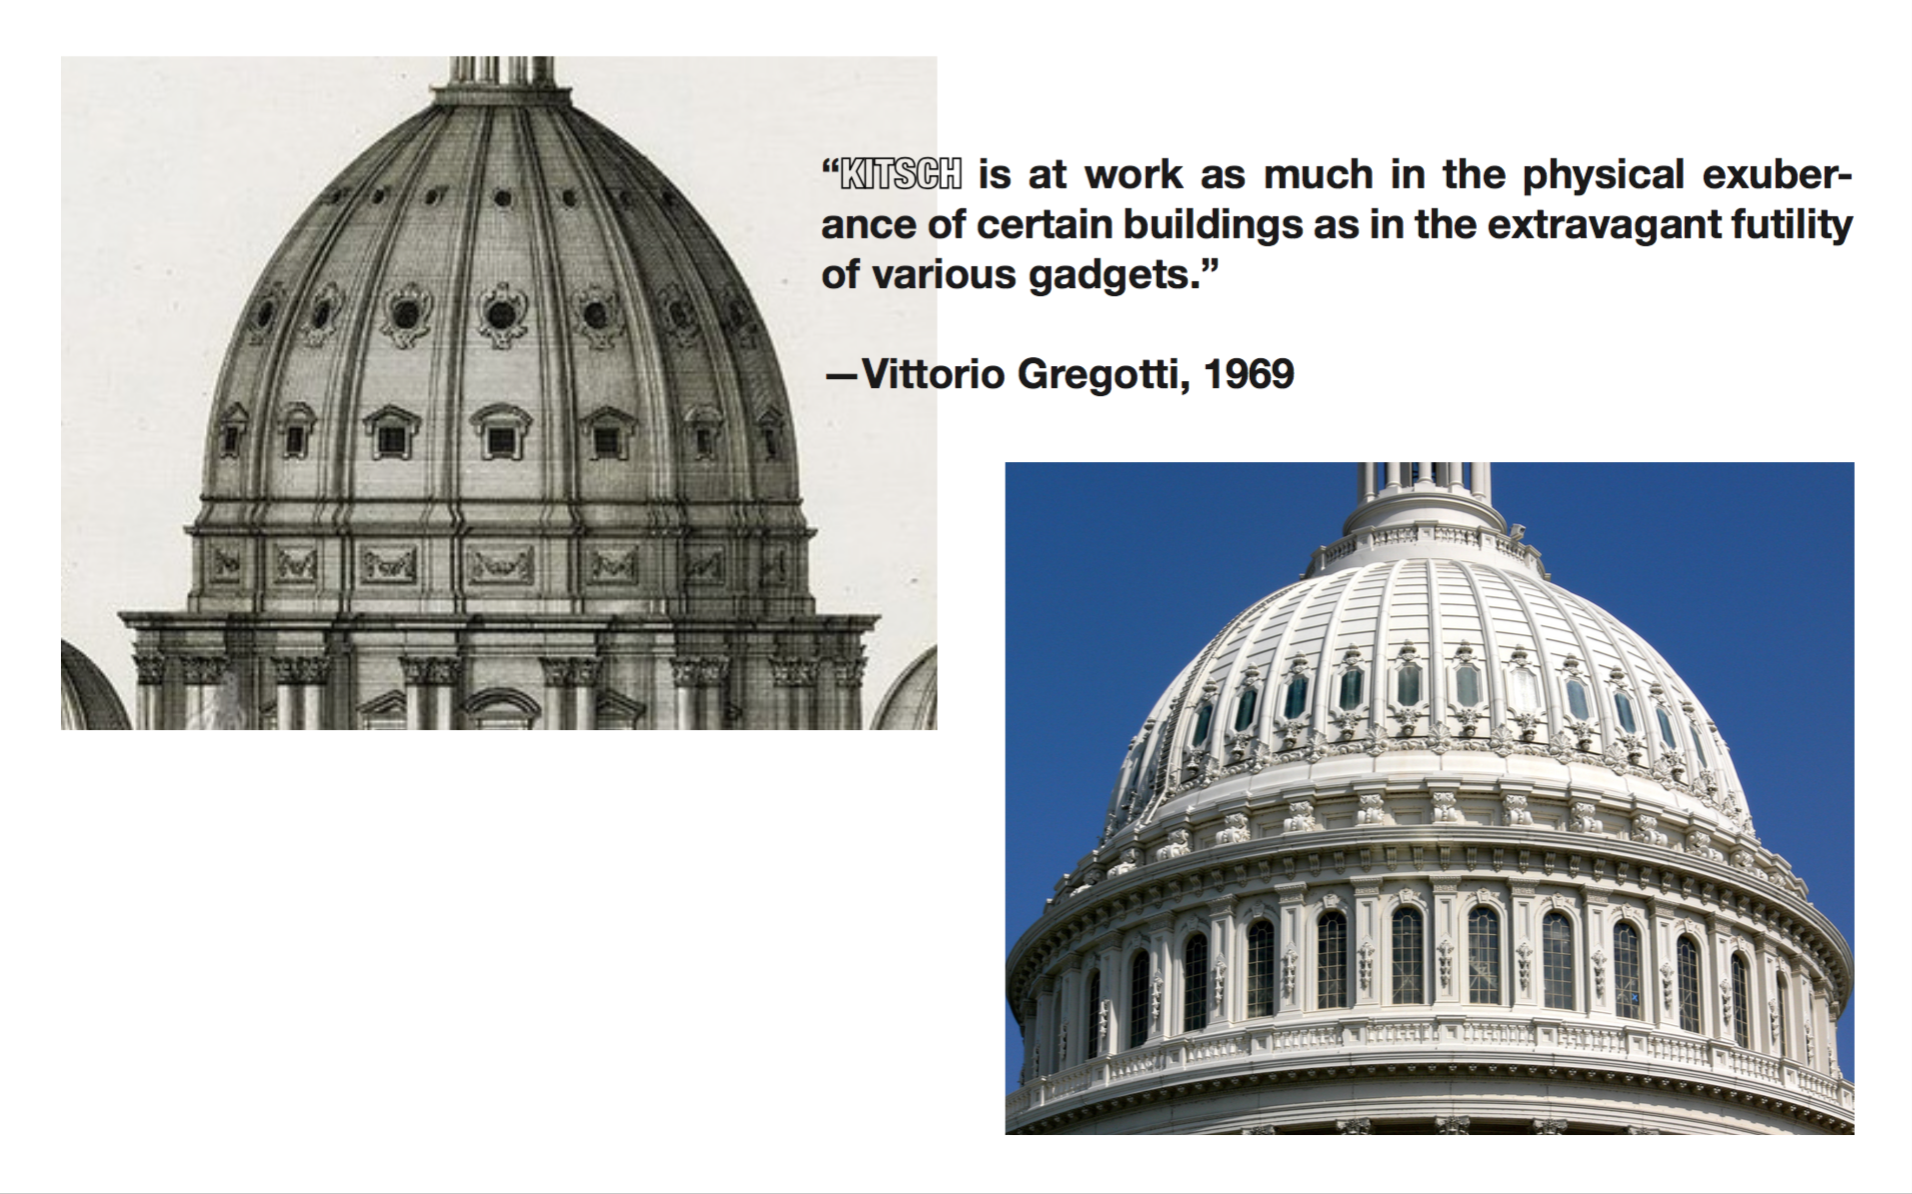 “KITSCH is at work as much in the physical exuber-
ance of certain buildings as in the extravagant futility
of various gadgets.”
—Vittorio Gregotti, 1969